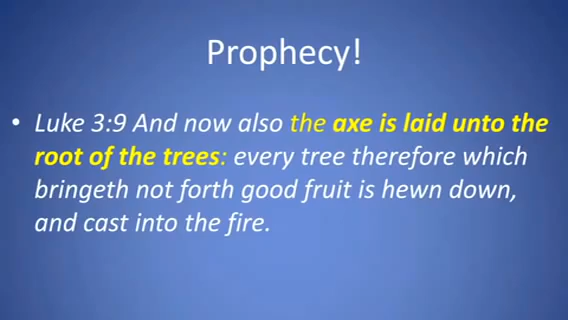 Prophecy!
• Luke 3:9 And now also the axe is laid unto the
root of the trees: every tree therefore which
bringeth not forth good fruit is hewn down,
and cast into the fire.